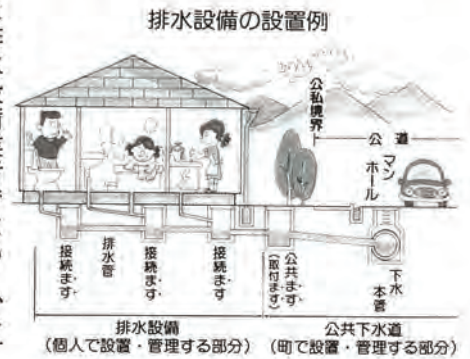 排水設備の設置例
公私境界
公道
マンホール
接続ます
排水管
接続ます
接続ます
公共ます
(取付ます)
下水本管
排水設備
(個人で設置・管理する部分)
公共下水道
(町で設置・管理する部分)